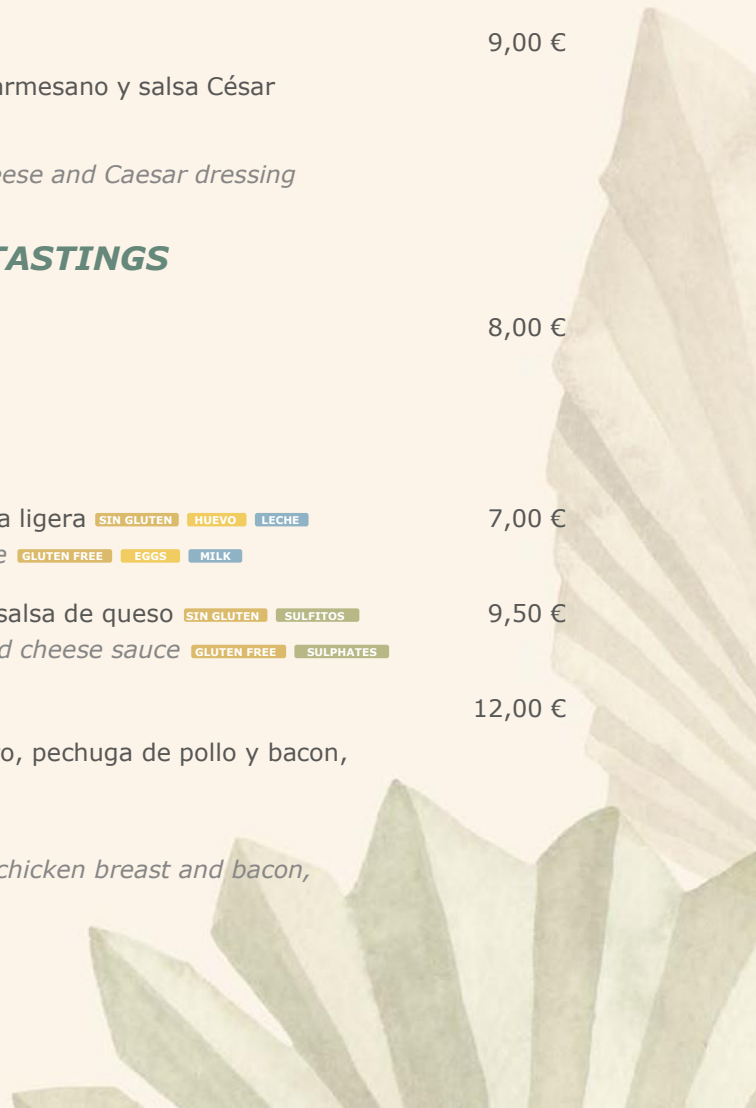 9,00 €
armesano y salsa César
eese and Caesar dressing
TASTINGS
8,00 €
a ligera SIN GLUTEN HUEVO LECHE 7,00 €
e GLUTEN FREE EGGS MILK
salsa de queso SIN GLUTEN SULFITOS 9,50 €
d cheese sauce GLUTEN FREE SULPHATES
12,00 €
o, pechuga de pollo y bacon,
chicken breast and bacon,